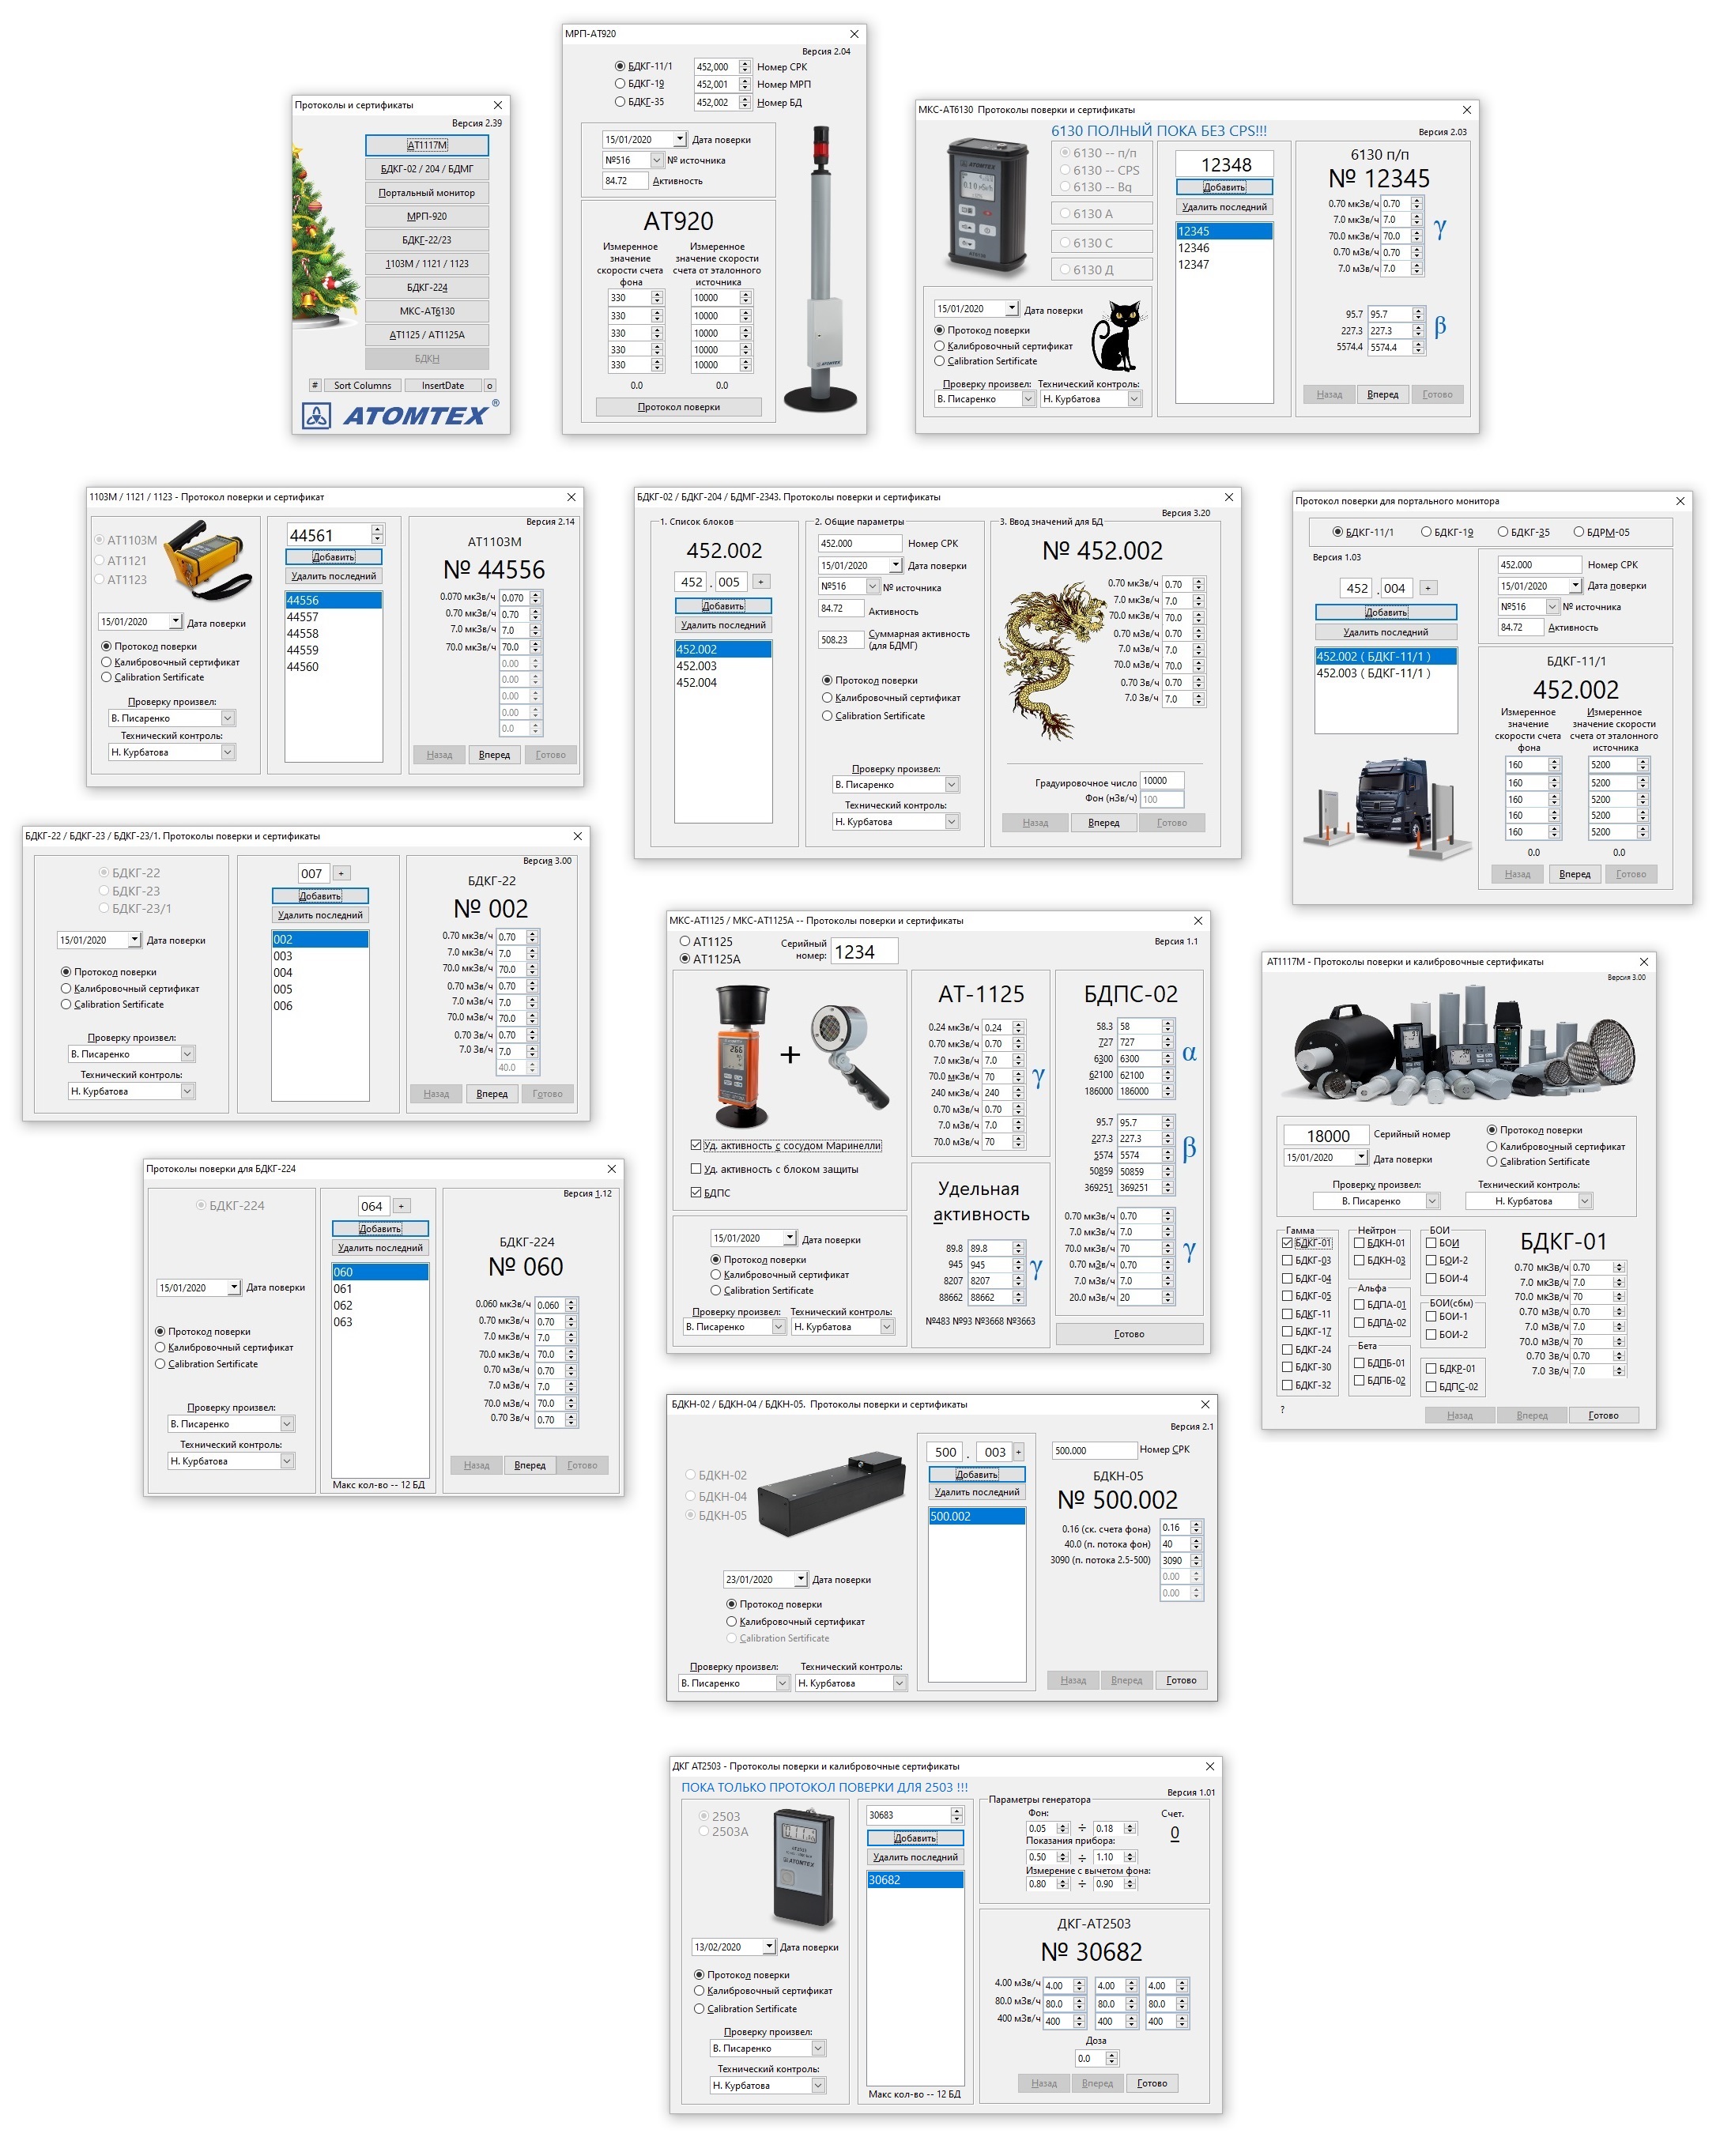 Протоколы и сертификаты
Версия 2.39
АТ1117М
БДКГ-02 / 204 / БДМГ
Портальный монитор
МРП-920
БДКГ-22/23
1103М / 1121 / 1123
БДКГ-224
МКС-АТ6130
АТ1125 / АТ1125А
БДКН
# Sort Columns InsertDate o
ATOMTEX ®
МРП-АТ920
Версия 2.04
БДКГ-11/1 452,000 Номер СРК
БДКГ-19 452,001 Номер МРП
БДКГ-35 452,002 Номер БД
15/01/2020 Дата поверки
№516 № источника
84.72 Активность
АТ920
Измеренное значение скорости счета фона
Измеренное значение скорости счета от эталонного источника
330 10000
330 10000
330 10000
330 10000
330 10000
0.0 0.0
Протокол поверки
ATOMTEX
МКС-АТ6130 Протоколы поверки и сертификаты
6130 ПОЛНЫЙ ПОКА БЕЗ CPS!!!
Версия 2.03
ATOMTEX
6130 -- п/п
6130 -- CPS
6130 -- Bq
6130 А
6130 С
6130 Д
15/01/2020 Дата поверки
Протокол поверки
Калибровочный сертификат
Calibration Sertificate
Проверку произвел: Технический контроль:
В. Писаренко Н. Курбатова
12348
Добавить
Удалить последний
12345
12346
12347
6130 п/п
№ 12345
0.70 мкЗв/ч 0.70
7.0 мкЗв/ч 7.0
70.0 мкЗв/ч 70.0
0.70 мЗв/ч 0.70
7.0 мЗв/ч 7.0
γ
95.7 95.7
227.3 227.3
5574.4 5574.4
β
Назад Вперед Готово
1103М / 1121 / 1123 - Протокол поверки и сертификат
Версия 2.14
АТ1103М
АТ1121
АТ1123
15/01/2020 Дата поверки
Протокол поверки
Калибровочный сертификат
Calibration Sertificate
Проверку произвел:
В. Писаренко
Технический контроль:
Н. Курбатова
44561
Добавить
Удалить последний
44556
44557
44558
44559
44560
АТ1103М
№ 44556
0.070 мкЗв/ч 0.070
0.70 мкЗв/ч 0.70
7.0 мкЗв/ч 7.0
70.0 мкЗв/ч 70.0
0.00
0.00
0.00
0.00
0.0
Назад Вперед Готово
БДКГ-02 / БДКГ-204 / БДМГ-2343. Протоколы поверки и сертификаты
Версия 3.20
1. Список блоков
452.002
452 . 005 +
Добавить
Удалить последний
452.002
452.003
452.004
2. Общие параметры
452.000 Номер СРК
15/01/2020 Дата поверки
№516 № источника
84.72 Активность
508.23 Суммарная активность (для БДМГ)
Протокол поверки
Калибровочный сертификат
Calibration Sertificate
Проверку произвел:
В. Писаренко
Технический контроль:
Н. Курбатова
3. Ввод значений для БД
№ 452.002
0.70 мкЗв/ч 0.70
7.0 мкЗв/ч 7.0
70.0 мкЗв/ч 70.0
0.70 мЗв/ч 0.70
7.0 мЗв/ч 7.0
70.0 мЗв/ч 70.0
0.70 Зв/ч 0.70
7.0 Зв/ч 7.0
Градуировочное число 10000
Фон (нЗв/ч) 100
Назад Вперед Готово
Протокол поверки для портального монитора
БДКГ-11/1 БДКГ-19 БДКГ-35 БДРМ-05
Версия 1.03
452 . 004 +
Добавить
Удалить последний
452.002 ( БДКГ-11/1 )
452.003 ( БДКГ-11/1 )
452.000 Номер СРК
15/01/2020 Дата поверки
№516 № источника
84.72 Активность
БДКГ-11/1
452.002
Измеренное значение скорости счета фона
Измеренное значение скорости счета от эталонного источника
160 5200
160 5200
160 5200
160 5200
160 5200
0.0 0.0
Назад Вперед Готово
БДКГ-22 / БДКГ-23 / БДКГ-23/1. Протоколы поверки и сертификаты
Версия 3.00
БДКГ-22
БДКГ-23
БДКГ-23/1
15/01/2020 Дата поверки
Протокол поверки
Калибровочный сертификат
Calibration Sertificate
Проверку произвел:
В. Писаренко
Технический контроль:
Н. Курбатова
007 +
Добавить
Удалить последний
002
003
004
005
006
БДКГ-22
№ 002
0.70 мкЗв/ч 0.70
7.0 мкЗв/ч 7.0
70.0 мкЗв/ч 70.0
0.70 мЗв/ч 0.70
7.0 мЗв/ч 7.0
70.0 мЗв/ч 70.0
0.70 Зв/ч 0.70
7.0 Зв/ч 7.0
40.0
Назад Вперед Готово
МКС-АТ1125 / МКС-АТ1125А -- Протоколы поверки и сертификаты
Версия 1.1
АТ1125
АТ1125А
Серийный номер: 1234
+
Уд. активность с сосудом Маринелли
Уд. активность с блоком защиты
БДПС
15/01/2020 Дата поверки
Протокол поверки
Калибровочный сертификат
Calibration Sertificate
Проверку произвел: Технический контроль:
В. Писаренко Н. Курбатова
АТ-1125
0.24 мкЗв/ч 0.24
0.70 мкЗв/ч 0.70
7.0 мкЗв/ч 7.0
70.0 мкЗв/ч 70
240 мкЗв/ч 240
0.70 мЗв/ч 0.70
7.0 мЗв/ч 7.0
70.0 мЗв/ч 70
γ
Удельная активность
89.8 89.8
945 945
8207 8207
88662 88662
γ
№483 №93 №3668 №3663
БДПС-02
58.3 58
727 727
6300 6300
62100 62100
186000 186000
α
95.7 95.7
227.3 227.3
5574 5574
50859 50859
369251 369251
β
0.70 мкЗв/ч 0.70
7.0 мкЗв/ч 7.0
70.0 мкЗв/ч 70
0.70 мЗв/ч 0.70
7.0 мЗв/ч 7.0
20.0 мЗв/ч 20
γ
Готово
АТ1117М - Протоколы поверки и калибровочные сертификаты
Версия 3.00
18000 Серийный номер
15/01/2020 Дата поверки
Протокол поверки
Калибровочный сертификат
Calibration Sertificate
Проверку произвел: Технический контроль:
В. Писаренко Н. Курбатова
Гамма
БДКГ-01
БДКГ-03
БДКГ-04
БДКГ-05
БДКГ-11
БДКГ-17
БДКГ-24
БДКГ-30
БДКГ-32
Нейтрон
БДКН-01
БДКН-03
Альфа
БДПА-01
БДПА-02
Бета
БДПБ-01
БДПБ-02
БОИ
БОИ
БОИ-2
БОИ-4
БОИ(сбм)
БОИ-1
БОИ-2
БДКР-01
БДПС-02
БДКГ-01
0.70 мкЗв/ч 0.70
7.0 мкЗв/ч 7.0
70.0 мкЗв/ч 70
0.70 мЗв/ч 0.70
7.0 мЗв/ч 7.0
70.0 мЗв/ч 70
0.70 Зв/ч 0.70
7.0 Зв/ч 7.0
?
Назад Вперед Готово
Протоколы поверки для БДКГ-224
Версия 1.12
БДКГ-224
15/01/2020 Дата поверки
Протокол поверки
Калибровочный сертификат
Calibration Sertificate
Проверку произвел:
В. Писаренко
Технический контроль:
Н. Курбатова
064 +
Добавить
Удалить последний
060
061
062
063
Макс кол-во -- 12 БД
БДКГ-224
№ 060
0.060 мкЗв/ч 0.060
0.70 мкЗв/ч 0.70
7.0 мкЗв/ч 7.0
70.0 мкЗв/ч 70.0
0.70 мЗв/ч 0.70
7.0 мЗв/ч 7.0
70.0 мЗв/ч 70.0
0.70 Зв/ч 0.70
Назад Вперед Готово
БДКН-02 / БДКН-04 / БДКН-05. Протоколы поверки и сертификаты
Версия 2.1
БДКН-02
БДКН-04
БДКН-05
23/01/2020 Дата поверки
Протокол поверки
Калибровочный сертификат
Calibration Sertificate
Проверку произвел: Технический контроль:
В. Писаренко Н. Курбатова
500 . 003 +
Добавить
Удалить последний
500.002
500.000 Номер СРК
БДКН-05
№ 500.002
0.16 (ск. счета фона) 0.16
40.0 (п. потока фон) 40
3090 (п. потока 2.5-500) 3090
0.00
0.00
Назад Вперед Готово
ДКГ АТ2503 - Протоколы поверки и калибровочные сертификаты
ПОКА ТОЛЬКО ПРОТОКОЛ ПОВЕРКИ ДЛЯ 2503 !!!
Версия 1.01
2503
2503А
ATOMTEX
13/02/2020 Дата поверки
Протокол поверки
Калибровочный сертификат
Calibration Sertificate
Проверку произвел:
В. Писаренко
Технический контроль:
Н. Курбатова
30683
Добавить
Удалить последний
30682
Макс кол-во -- 12 БД
Параметры генератора
Фон: Счет.
0.05 ÷ 0.18 0
Показания прибора:
0.50 ÷ 1.10
Измерение с вычетом фона:
0.80 ÷ 0.90
ДКГ-АТ2503
№ 30682
4.00 мЗв/ч 4.00 4.00 4.00
80.0 мЗв/ч 80.0 80.0 80.0
400 мЗв/ч 400 400 400
Доза
0.0
Назад Вперед Готово